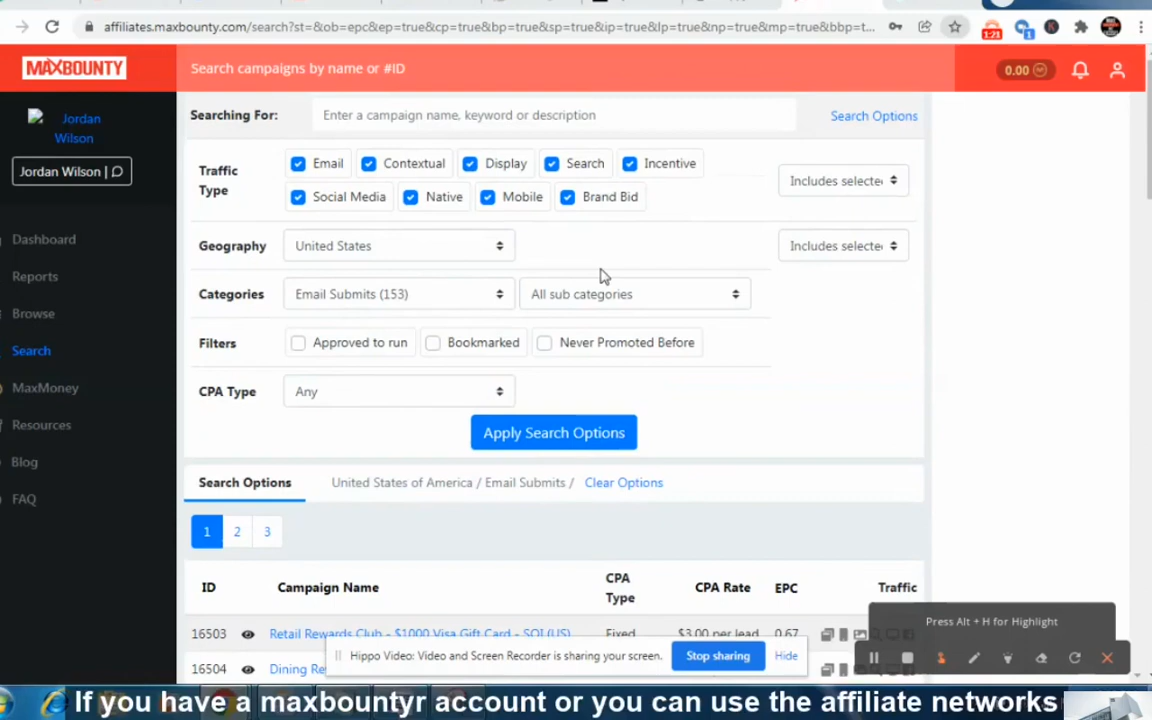 affiliates.maxbounty.com/search?st=&ob=epc&ep=true&cp=true&bp=true&sp=true&ip=true&lp=true&np=true&mp=true&bbp=t...
1:21
1
MAXBOUNTY
Search campaigns by name or #ID
0.00
Jordan
Wilson
Jordan Wilson |
Dashboard
Reports
Browse
Search
MaxMoney
Resources
Blog
FAQ
Searching For:
Enter a campaign name, keyword or description
Search Options
Traffic
Type
Email
Contextual
Display
Search
Incentive
Social Media
Native
Mobile
Brand Bid
Includes selecte
Geography
United States
Includes selecte
Categories
Email Submits (153)
All sub categories
Filters
Approved to run
Bookmarked
Never Promoted Before
CPA Type
Any
Apply Search Options
Search Options
United States of America / Email Submits /
Clear Options
1 2 3
ID Campaign Name CPA Type CPA Rate EPC Traffic
16503 Retail Rewards Club - $1000 Visa Gift Card - SOI (US) Fixed $3.00 per lead 0.67
16504 Dining Re
Press Alt + H for Highlight
Hippo Video: Video and Screen Recorder is sharing your screen.
Stop sharing
Hide
If you have a maxbountyr account or you can use the affiliate networks